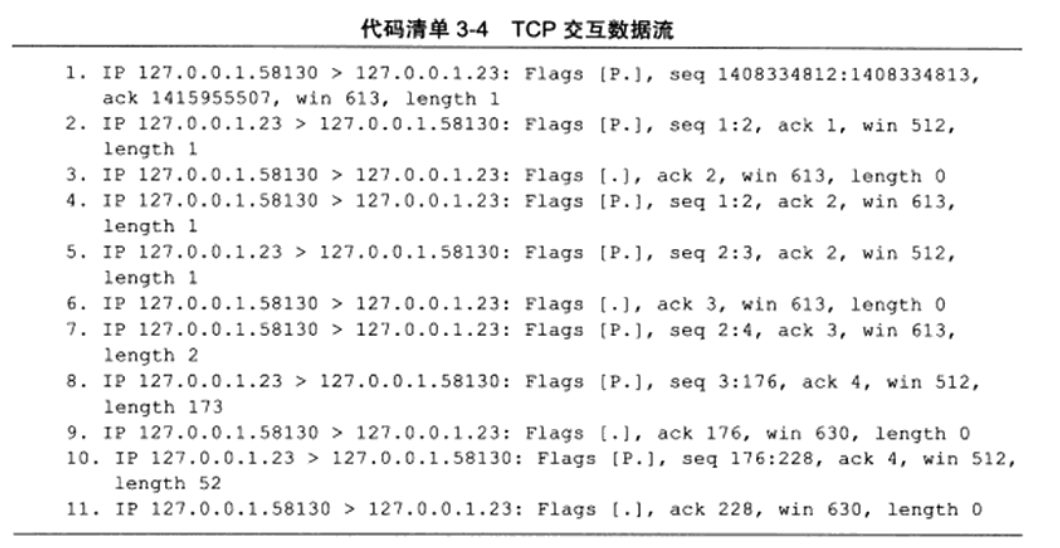 代码清单 3-4 TCP 交互数据流
1. IP 127.0.0.1.58130 > 127.0.0.1.23: Flags [P.], seq 1408334812:1408334813,
ack 1415955507, win 613, length 1
2. IP 127.0.0.1.23 > 127.0.0.1.58130: Flags [P.], seq 1:2, ack 1, win 512,
length 1
3. IP 127.0.0.1.58130 > 127.0.0.1.23: Flags [.], ack 2, win 613, length 0
4. IP 127.0.0.1.58130 > 127.0.0.1.23: Flags [P.], seq 1:2, ack 2, win 613,
length 1
5. IP 127.0.0.1.23 > 127.0.0.1.58130: Flags [P.], seq 2:3, ack 2, win 512,
length 1
6. IP 127.0.0.1.58130 > 127.0.0.1.23: Flags [.], ack 3, win 613, length 0
7. IP 127.0.0.1.58130 > 127.0.0.1.23: Flags [P.], seq 2:4, ack 3, win 613,
length 2
8. IP 127.0.0.1.23 > 127.0.0.1.58130: Flags [P.], seq 3:176, ack 4, win 512,
length 173
9. IP 127.0.0.1.58130 > 127.0.0.1.23: Flags [.], ack 176, win 630, length 0
10. IP 127.0.0.1.23 > 127.0.0.1.58130: Flags [P.], seq 176:228, ack 4, win 512,
length 52
11. IP 127.0.0.1.58130 > 127.0.0.1.23: Flags [.], ack 228, win 630, length 0